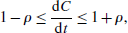 1 − ρ ≤ dC/dt ≤ 1 + ρ,